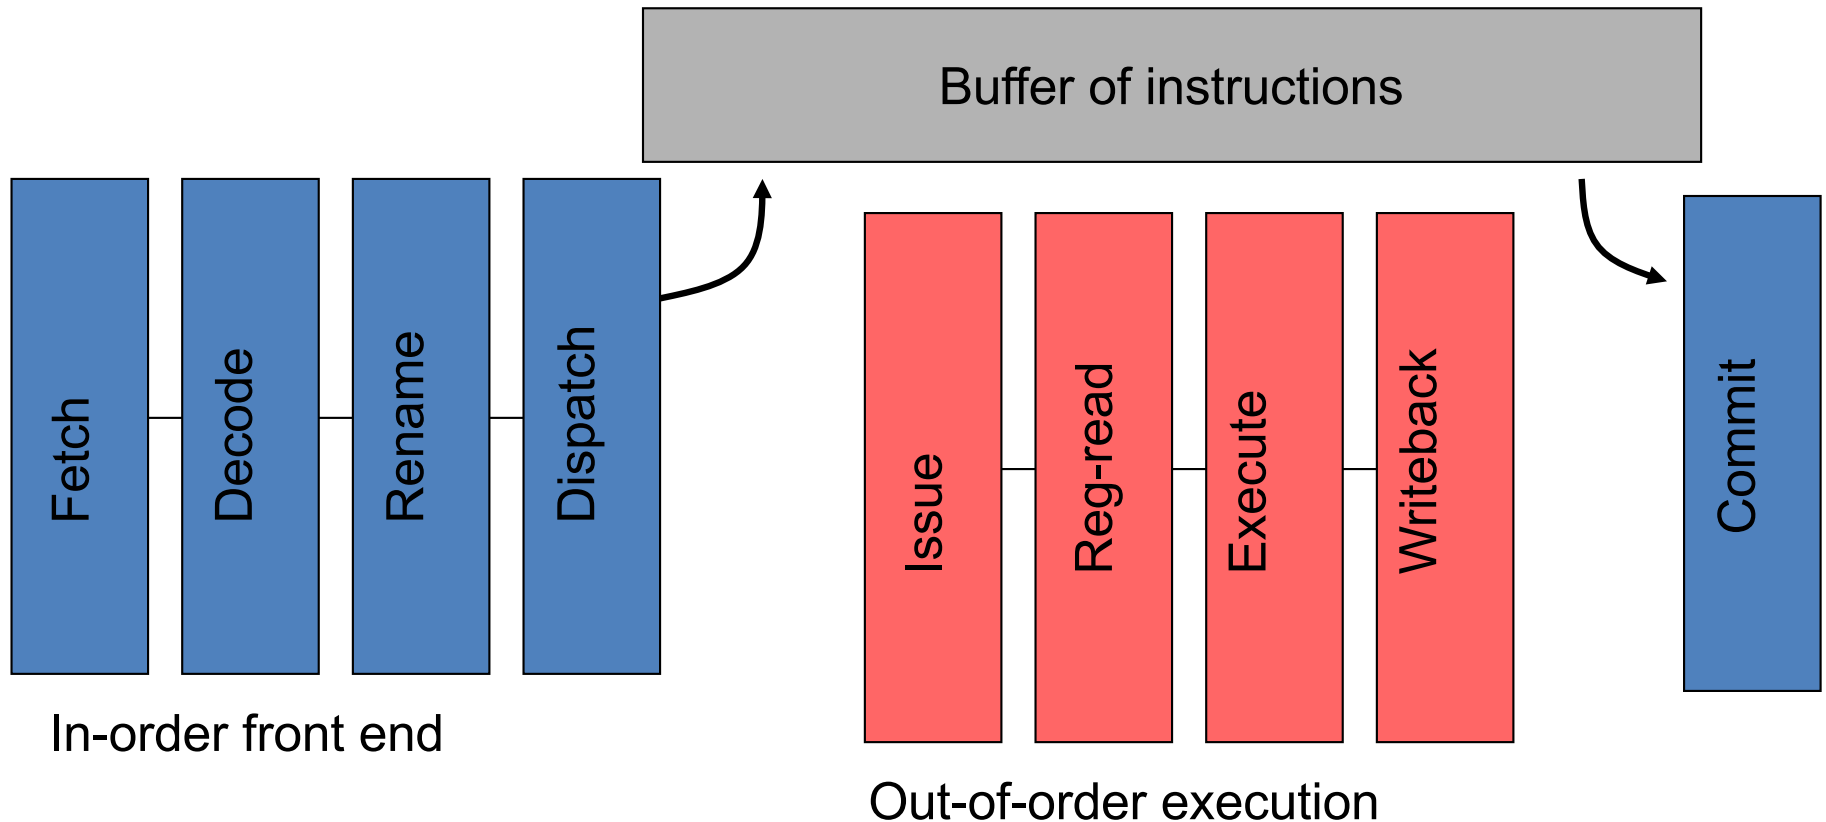 Buffer of instructions
Fetch
Decode
Rename
Dispatch
Issue
Reg-read
Execute
Writeback
Commit
In-order front end
Out-of-order execution